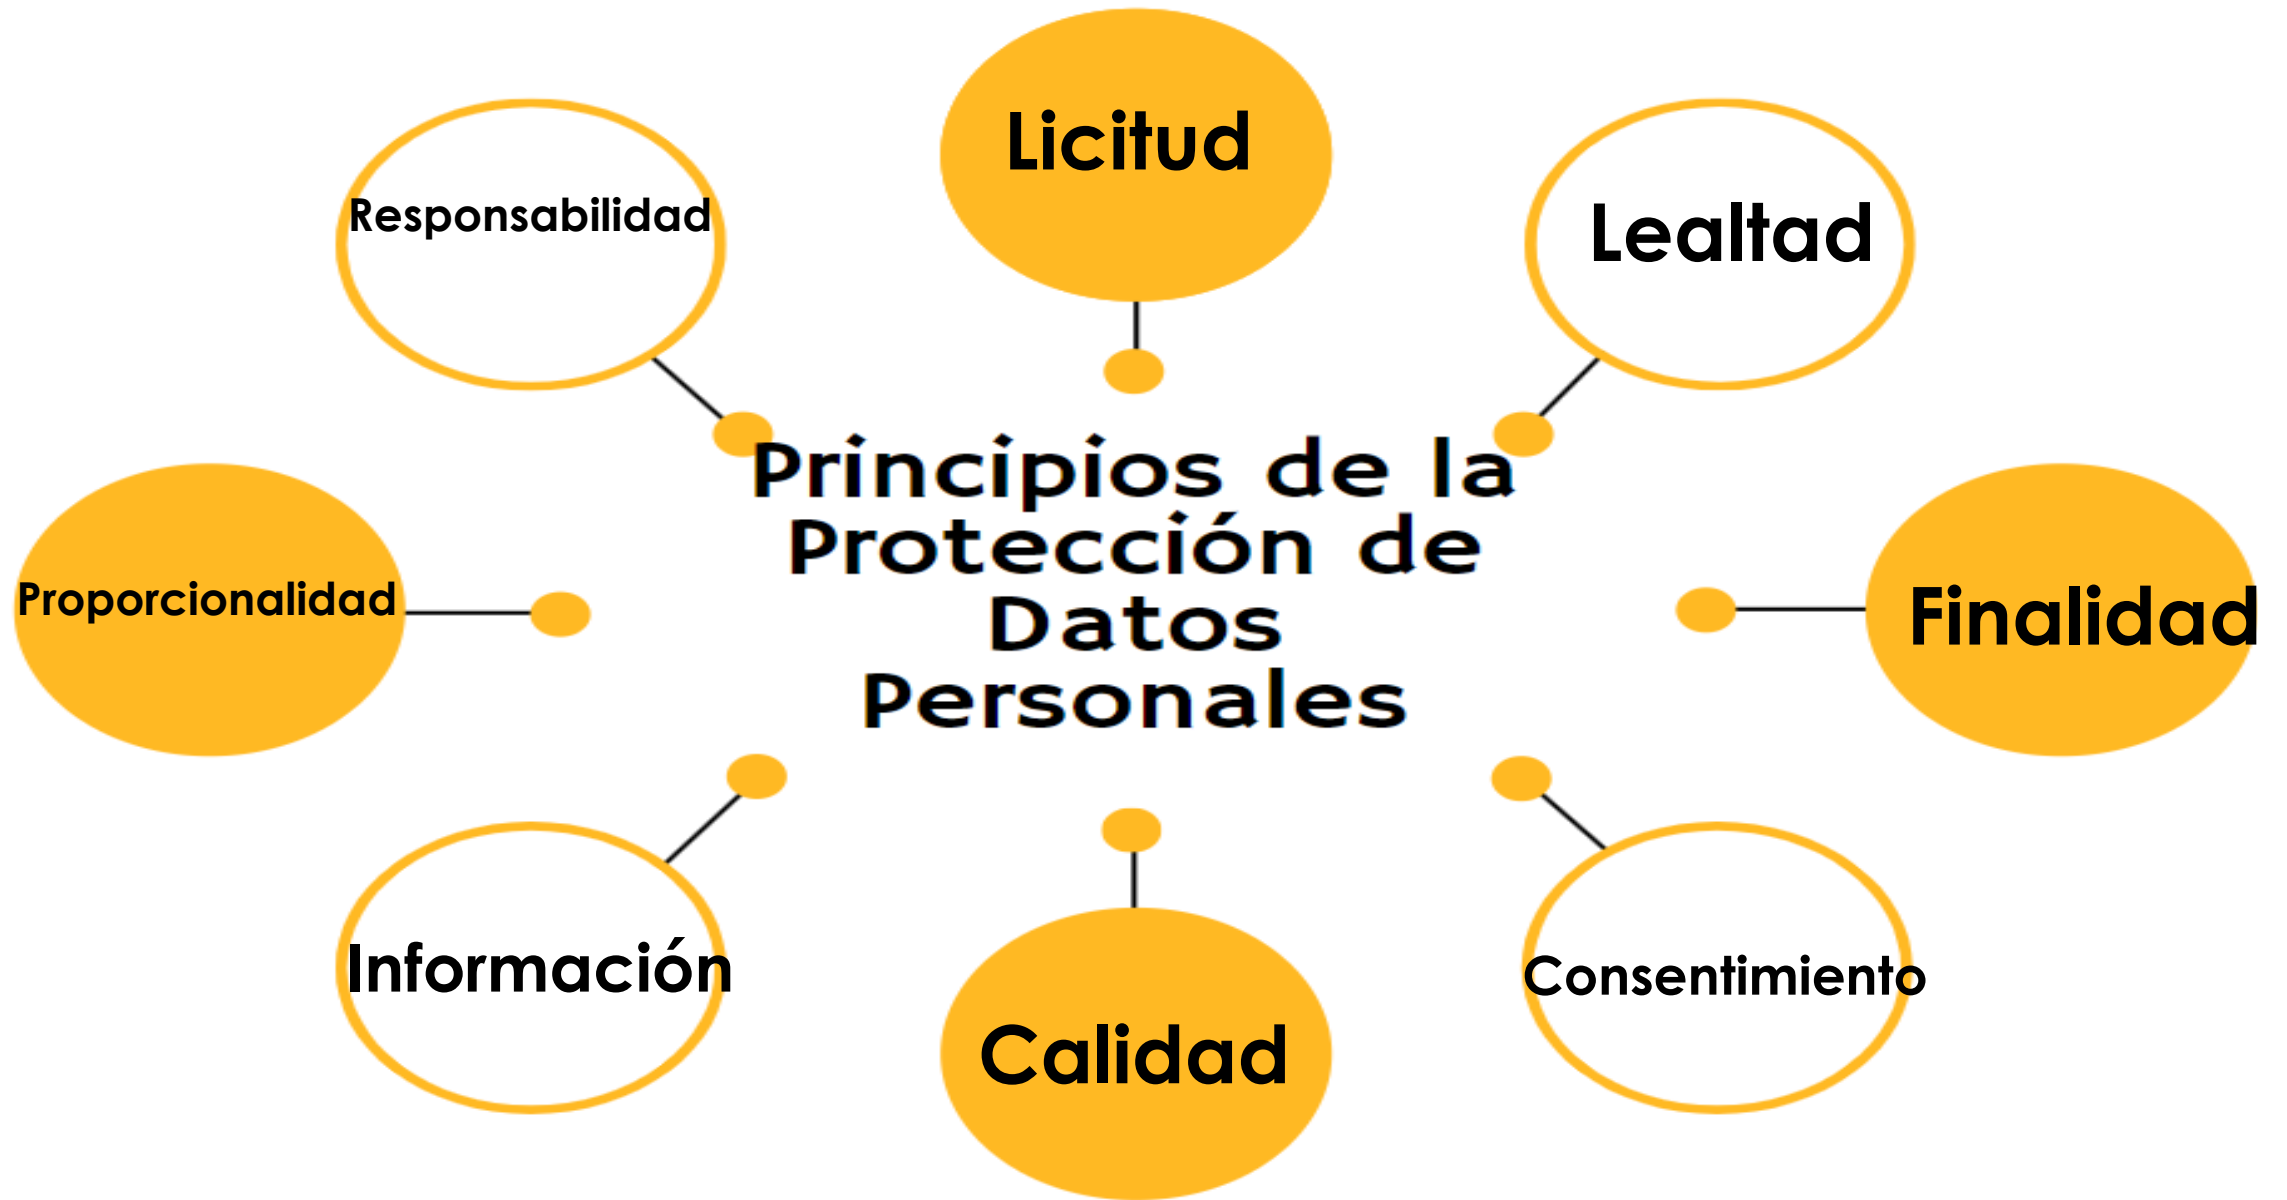 Licitud
Responsabilidad
Lealtad
Principios de la
Protección de
Datos
Personales
Proporcionalidad
Finalidad
Información
Consentimiento
Calidad